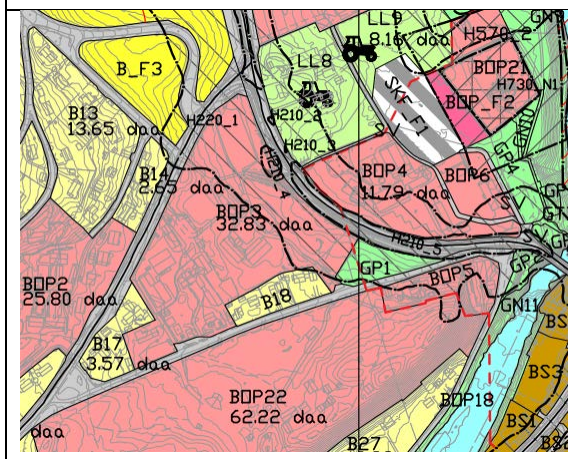 LL9
8.16 daa
GN9
H570_2
B_F3
LL8
BOP21
H730_N1
SKF_F1
BOP_F2
B13
13.65 daa
H220_1
H210_2
H210_3
B14
2.65 daa
H210_4
BOP4
11.79 daa
BOP6
GP4
BOP3
32.83 daa
H210_5
BOP2
25.80 daa
GP1
BOP5
GP2
B18
GN11
B17
3.57 daa
BS3
BOP22
62.22 daa
BOP18
BS1
daa
B27